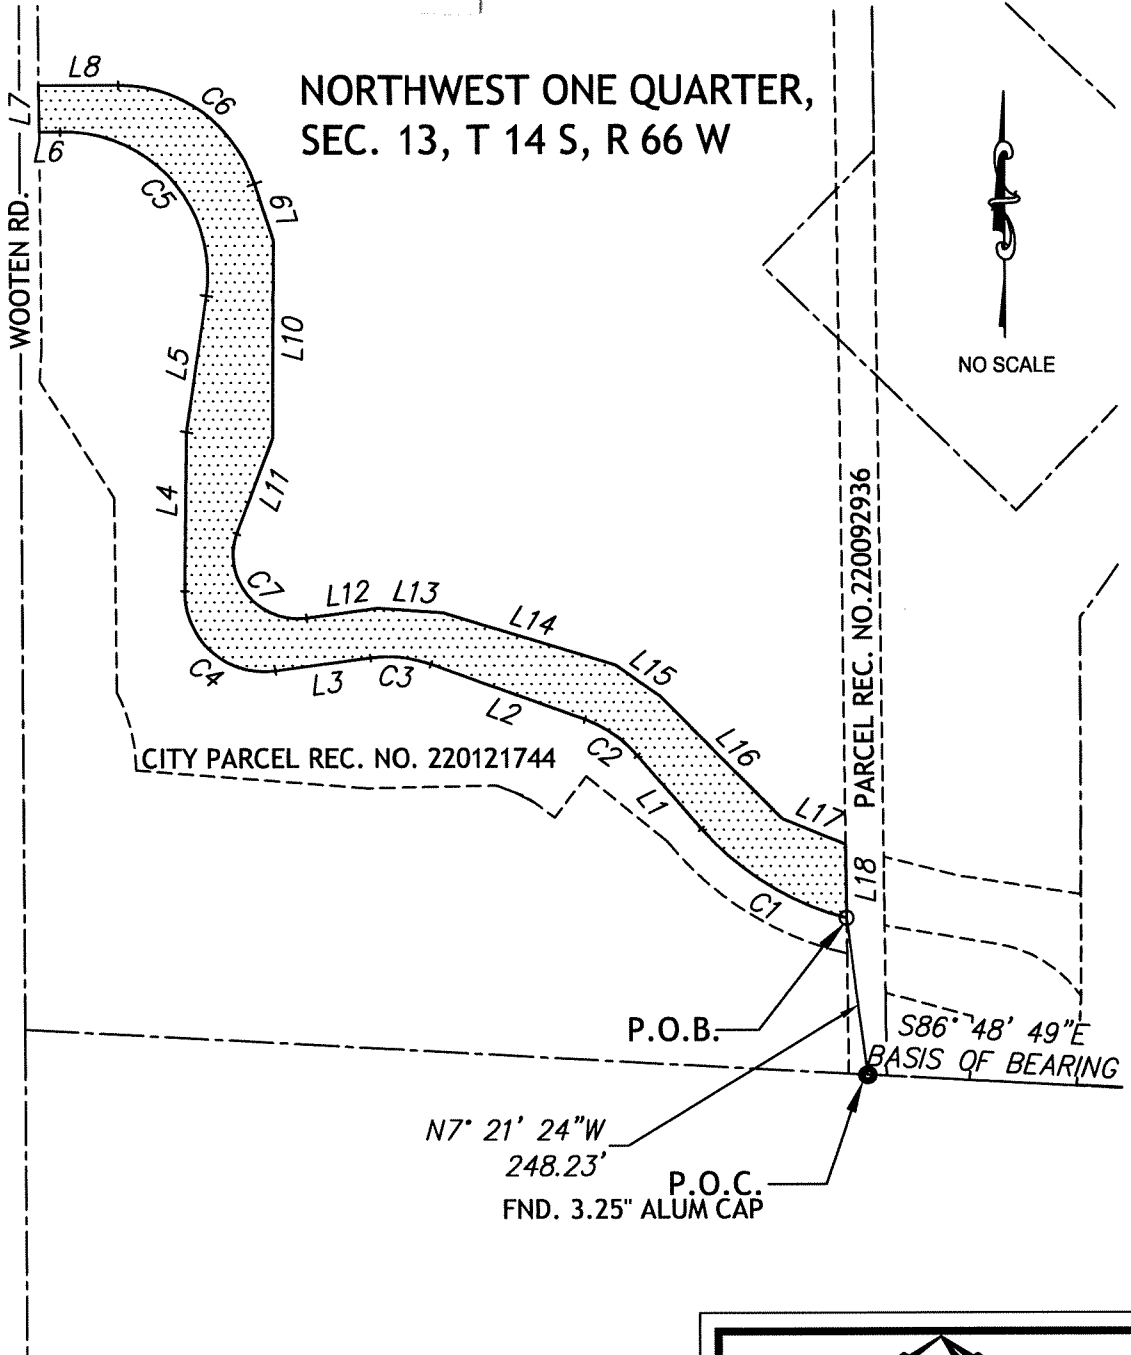 L8
C6
NORTHWEST ONE QUARTER,
SEC. 13, T 14 S, R 66 W
L7
L6
C5
L9
WOOTEN RD.
L10
L5
NO SCALE
L4
L11
PARCEL REC. NO.220092936
C7
L12
L13
L14
C4
L3
C3
L15
L2
L16
C2
CITY PARCEL REC. NO. 220121744
L1
L17
L18
C1
P.O.B.
S86° 48' 49"E
BASIS OF BEARING
N7° 21' 24"W
248.23'
P.O.C.
FND. 3.25" ALUM CAP